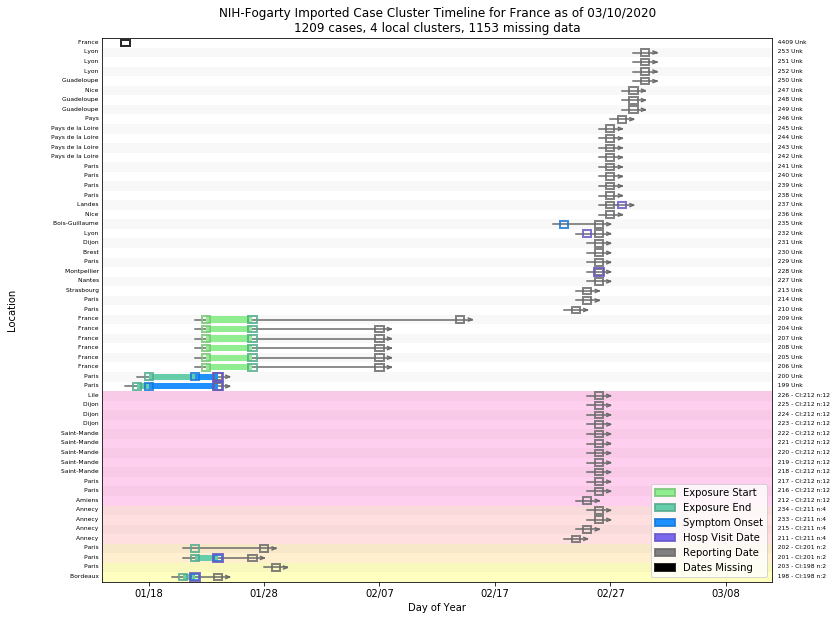 NIH-Fogarty Imported Case Cluster Timeline for France as of 03/10/2020
1209 cases, 4 local clusters, 1153 missing data
France 4409 Unk
Lyon 253 Unk
Lyon 251 Unk
Lyon 252 Unk
Guadeloupe 250 Unk
Nice 247 Unk
Guadeloupe 248 Unk
Guadeloupe 249 Unk
Pays 246 Unk
Pays de la Loire 245 Unk
Pays de la Loire 244 Unk
Pays de la Loire 243 Unk
Pays de la Loire 242 Unk
Paris 241 Unk
Paris 240 Unk
Paris 239 Unk
Paris 238 Unk
Landes 237 Unk
Nice 236 Unk
Bois-Guillaume 235 Unk
Lyon 232 Unk
Dijon 231 Unk
Brest 230 Unk
Paris 229 Unk
Montpellier 228 Unk
Nantes 227 Unk
Strasbourg 213 Unk
Paris 214 Unk
Paris 210 Unk
France 209 Unk
France 204 Unk
France 207 Unk
France 208 Unk
France 205 Unk
France 206 Unk
Paris 200 Unk
Paris 199 Unk
Lille 226 - Cl:212 n:12
Dijon 225 - Cl:212 n:12
Dijon 224 - Cl:212 n:12
Dijon 223 - Cl:212 n:12
Saint-Mande 222 - Cl:212 n:12
Saint-Mande 221 - Cl:212 n:12
Saint-Mande 220 - Cl:212 n:12
Saint-Mande 219 - Cl:212 n:12
Saint-Mande 218 - Cl:212 n:12
Paris 217 - Cl:212 n:12
Paris 216 - Cl:212 n:12
Amiens 212 - Cl:212 n:12
Annecy 234 - Cl:211 n:4
Annecy 233 - Cl:211 n:4
Annecy 215 - Cl:211 n:4
Annecy 211 - Cl:211 n:4
Paris 202 - Cl:201 n:2
Paris 201 - Cl:201 n:2
Paris 203 - Cl:198 n:2
Bordeaux 198 - Cl:198 n:2
Location
Exposure Start
Exposure End
Symptom Onset
Hosp Visit Date
Reporting Date
Dates Missing
01/18 01/28 02/07 02/17 02/27 03/08
Day of Year